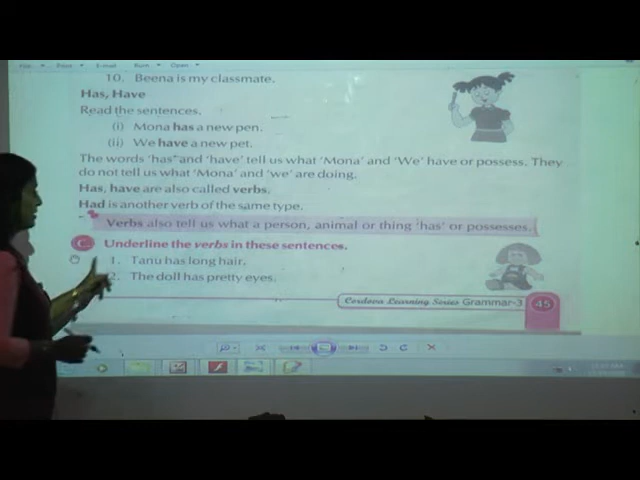 10. Beena is my classmate.
Has, Have
Read the sentences.
(i) Mona has a new pen.
(ii) We have a new pet.
The words 'has' and 'have' tell us what 'Mona' and 'We' have or possess. They
do not tell us what 'Mona' and 'we' are doing.
Has, have are also called verbs.
Had is another verb of the same type.
Verbs also tell us what a person, animal or thing 'has' or possesses.
C. Underline the verbs in these sentences.
1. Tanu has long hair.
2. The doll has pretty eyes.
Cordova Learning Series Grammar-3 45